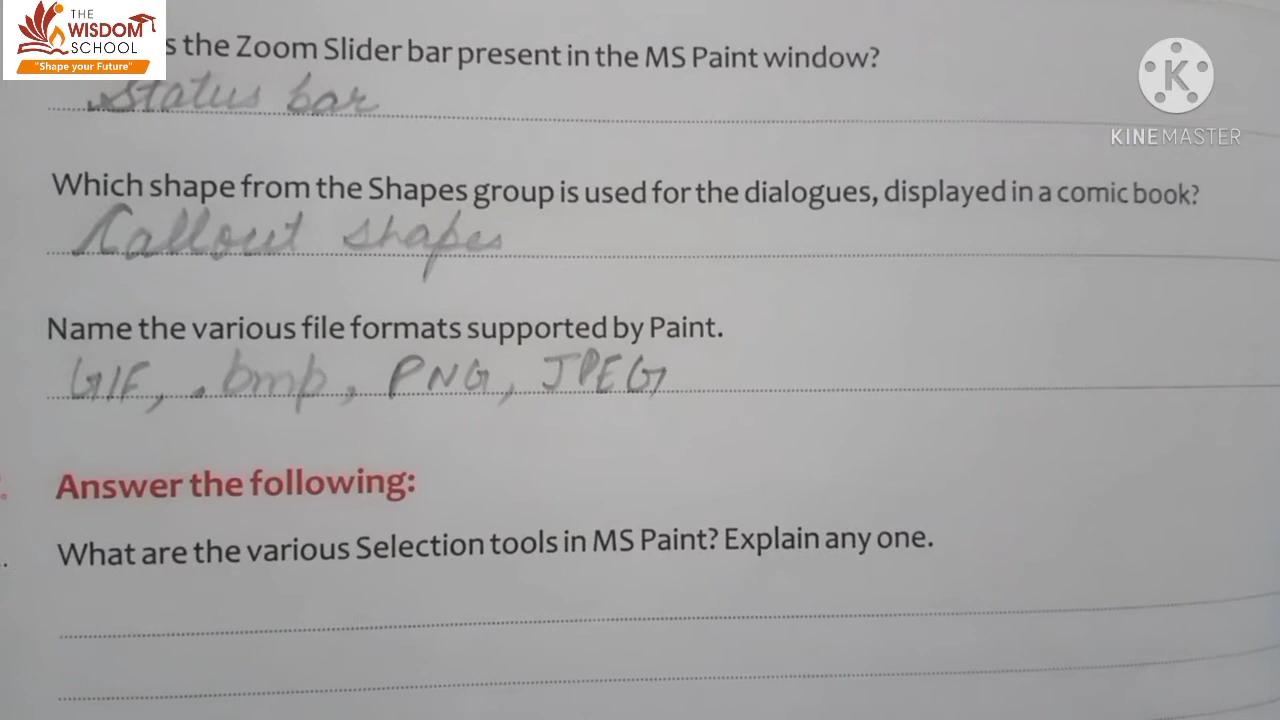 THE
WISDOM
SCHOOL
"Shape your Future"
s the Zoom Slider bar present in the MS Paint window?
Status bar
KINEMASTER
Which shape from the Shapes group is used for the dialogues, displayed in a comic book?
Callout shapes
Name the various file formats supported by Paint.
GIF, .bmp, PNG, JPEG
Answer the following:
What are the various Selection tools in MS Paint? Explain any one.